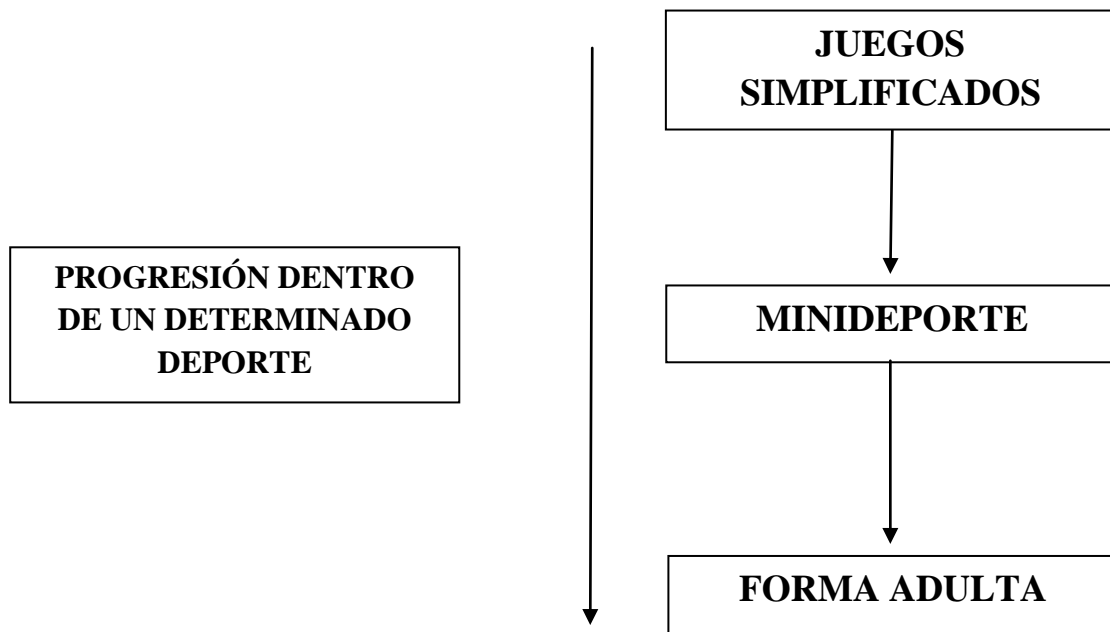 JUEGOS
SIMPLIFICADOS
PROGRESIÓN DENTRO
DE UN DETERMINADO
DEPORTE
MINIDEPORTE
FORMA ADULTA